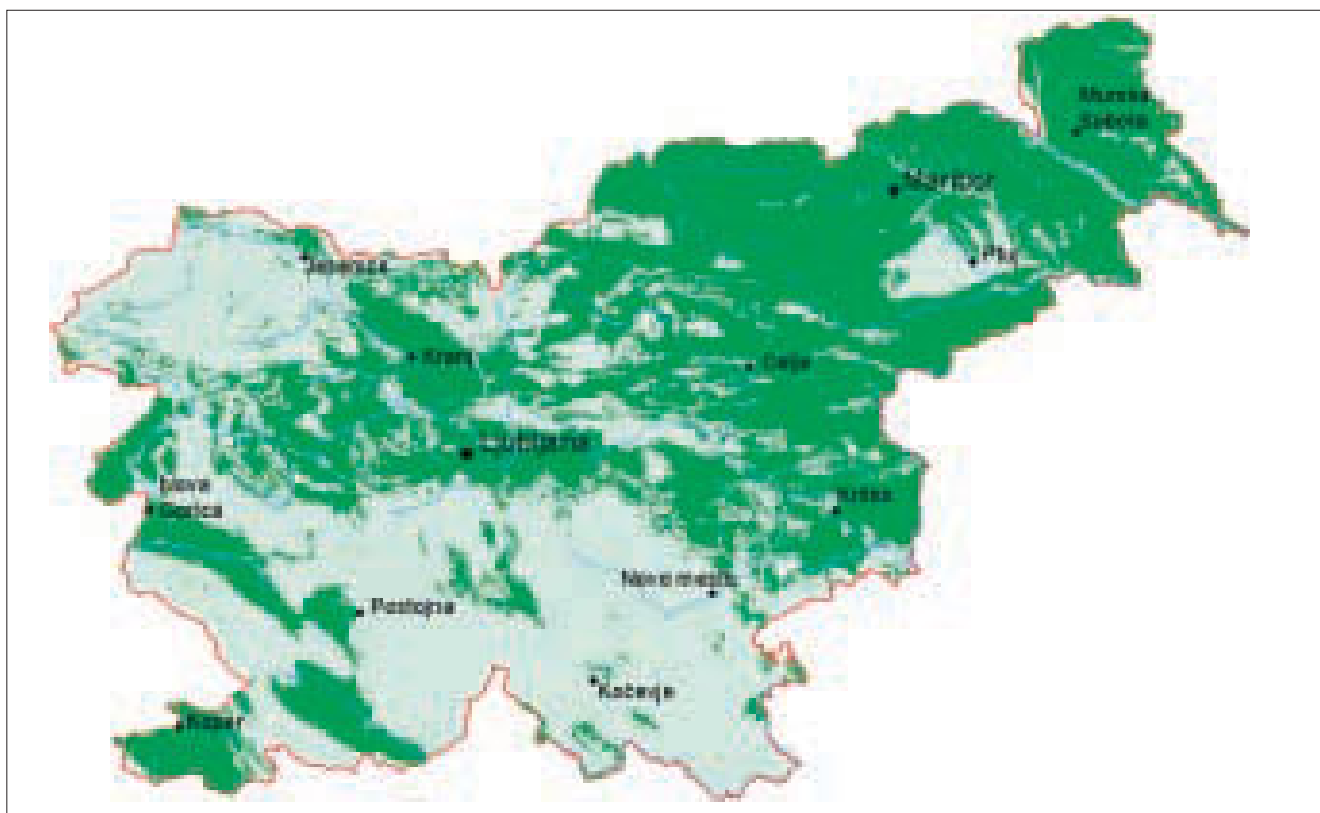 Murska
Sobota
Maribor
Ptuj
Jesenice
Kranj
Celje
Ljubljana
Nova
Gorica
Krško
Novo mesto
Postojna
Kočevje
Koper